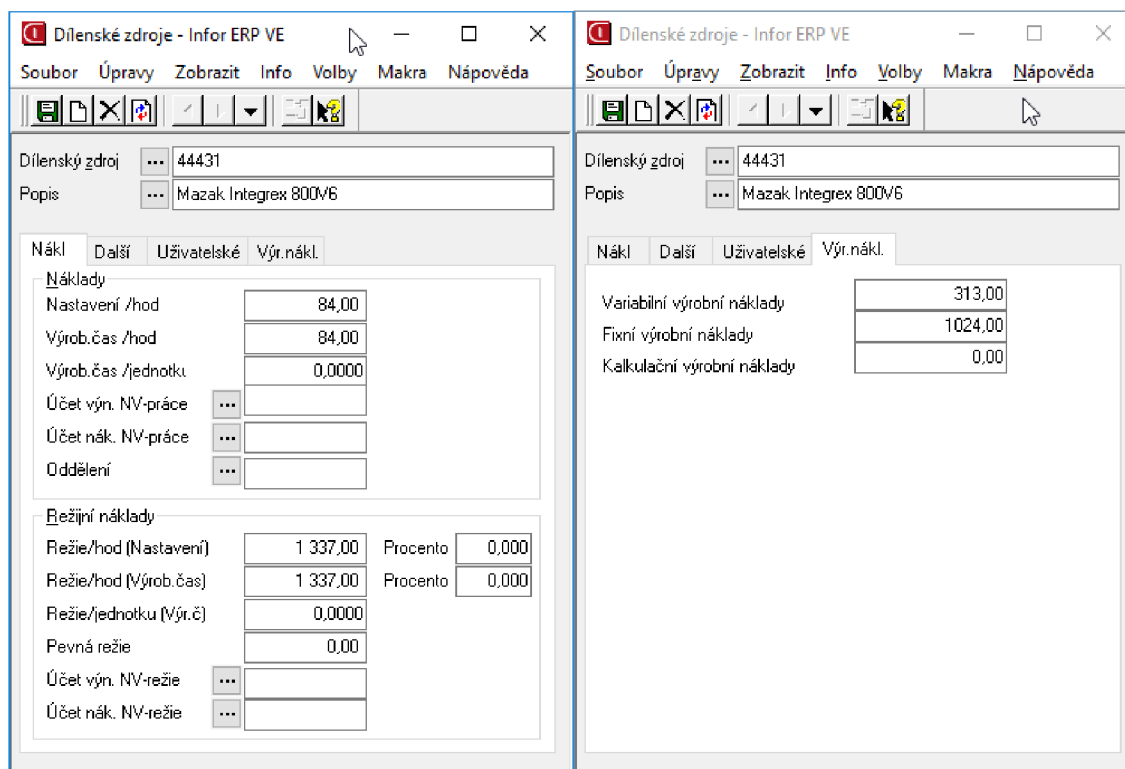 Dílenské zdroje - Infor ERP VE
Soubor Úpravy Zobrazit Info Volby Makra Nápověda
Dílenský zdroj ... 44431
Popis ... Mazak Integrex 800V6
Nákl Další Uživatelské Výr.nákl.
Náklady
Nastavení /hod 84,00
Výrob.čas /hod 84,00
Výrob.čas /jednotku 0,0000
Účet výn. NV-práce ...
Účet nák. NV-práce ...
Oddělení ...
Režijní náklady
Režie/hod (Nastavení) 1 337,00 Procento 0,000
Režie/hod (Výrob.čas) 1 337,00 Procento 0,000
Režie/jednotku (Výr.č) 0,0000
Pevná režie 0,00
Účet výn. NV-režie ...
Účet nák. NV-režie ...
Dílenské zdroje - Infor ERP VE
Soubor Úpravy Zobrazit Info Volby Makra Nápověda
Dílenský zdroj ... 44431
Popis ... Mazak Integrex 800V6
Nákl Další Uživatelské Výr.nákl.
Variabilní výrobní náklady 313,00
Fixní výrobní náklady 1024,00
Kalkulační výrobní náklady 0,00